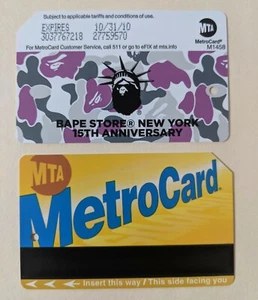 Subject to applicable tariffs and conditions of use.
EXPIRES 10/31/10
3037767218 27759570
MTA
MetroCard®
M1458
For MetroCard Customer Service, call 511 or go to eFIX at mta.info
BAPE STORE® NEW YORK
15TH ANNIVERSARY
MTA
MetroCard®
Insert this way / This side facing you